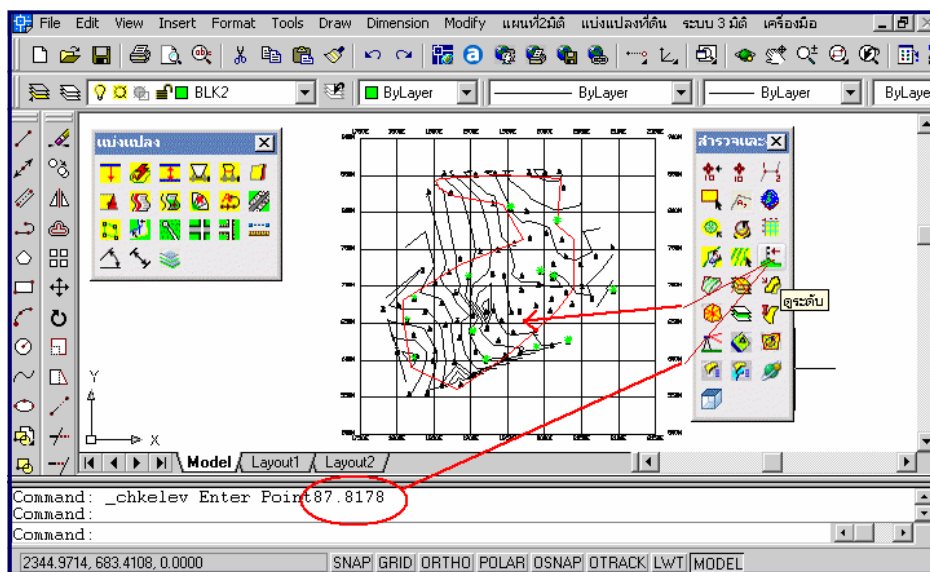 File Edit View Insert Format Tools Draw Dimension Modify แผนที่2มิติ แบ่งแปลงที่ดิน ระบบ 3 มิติ เครื่องมือ
BLK2 ByLayer ByLayer ByLayer ByLaye
แบ่งแปลง
สำรวจและ
ดูระดับ
Y
X
Model Layout1 Layout2
Command: _chkelev Enter Point87.8178
Command:
Command:
2344.9714, 683.4108, 0.0000 SNAP GRID ORTHO POLAR OSNAP OTRACK LWT MODEL